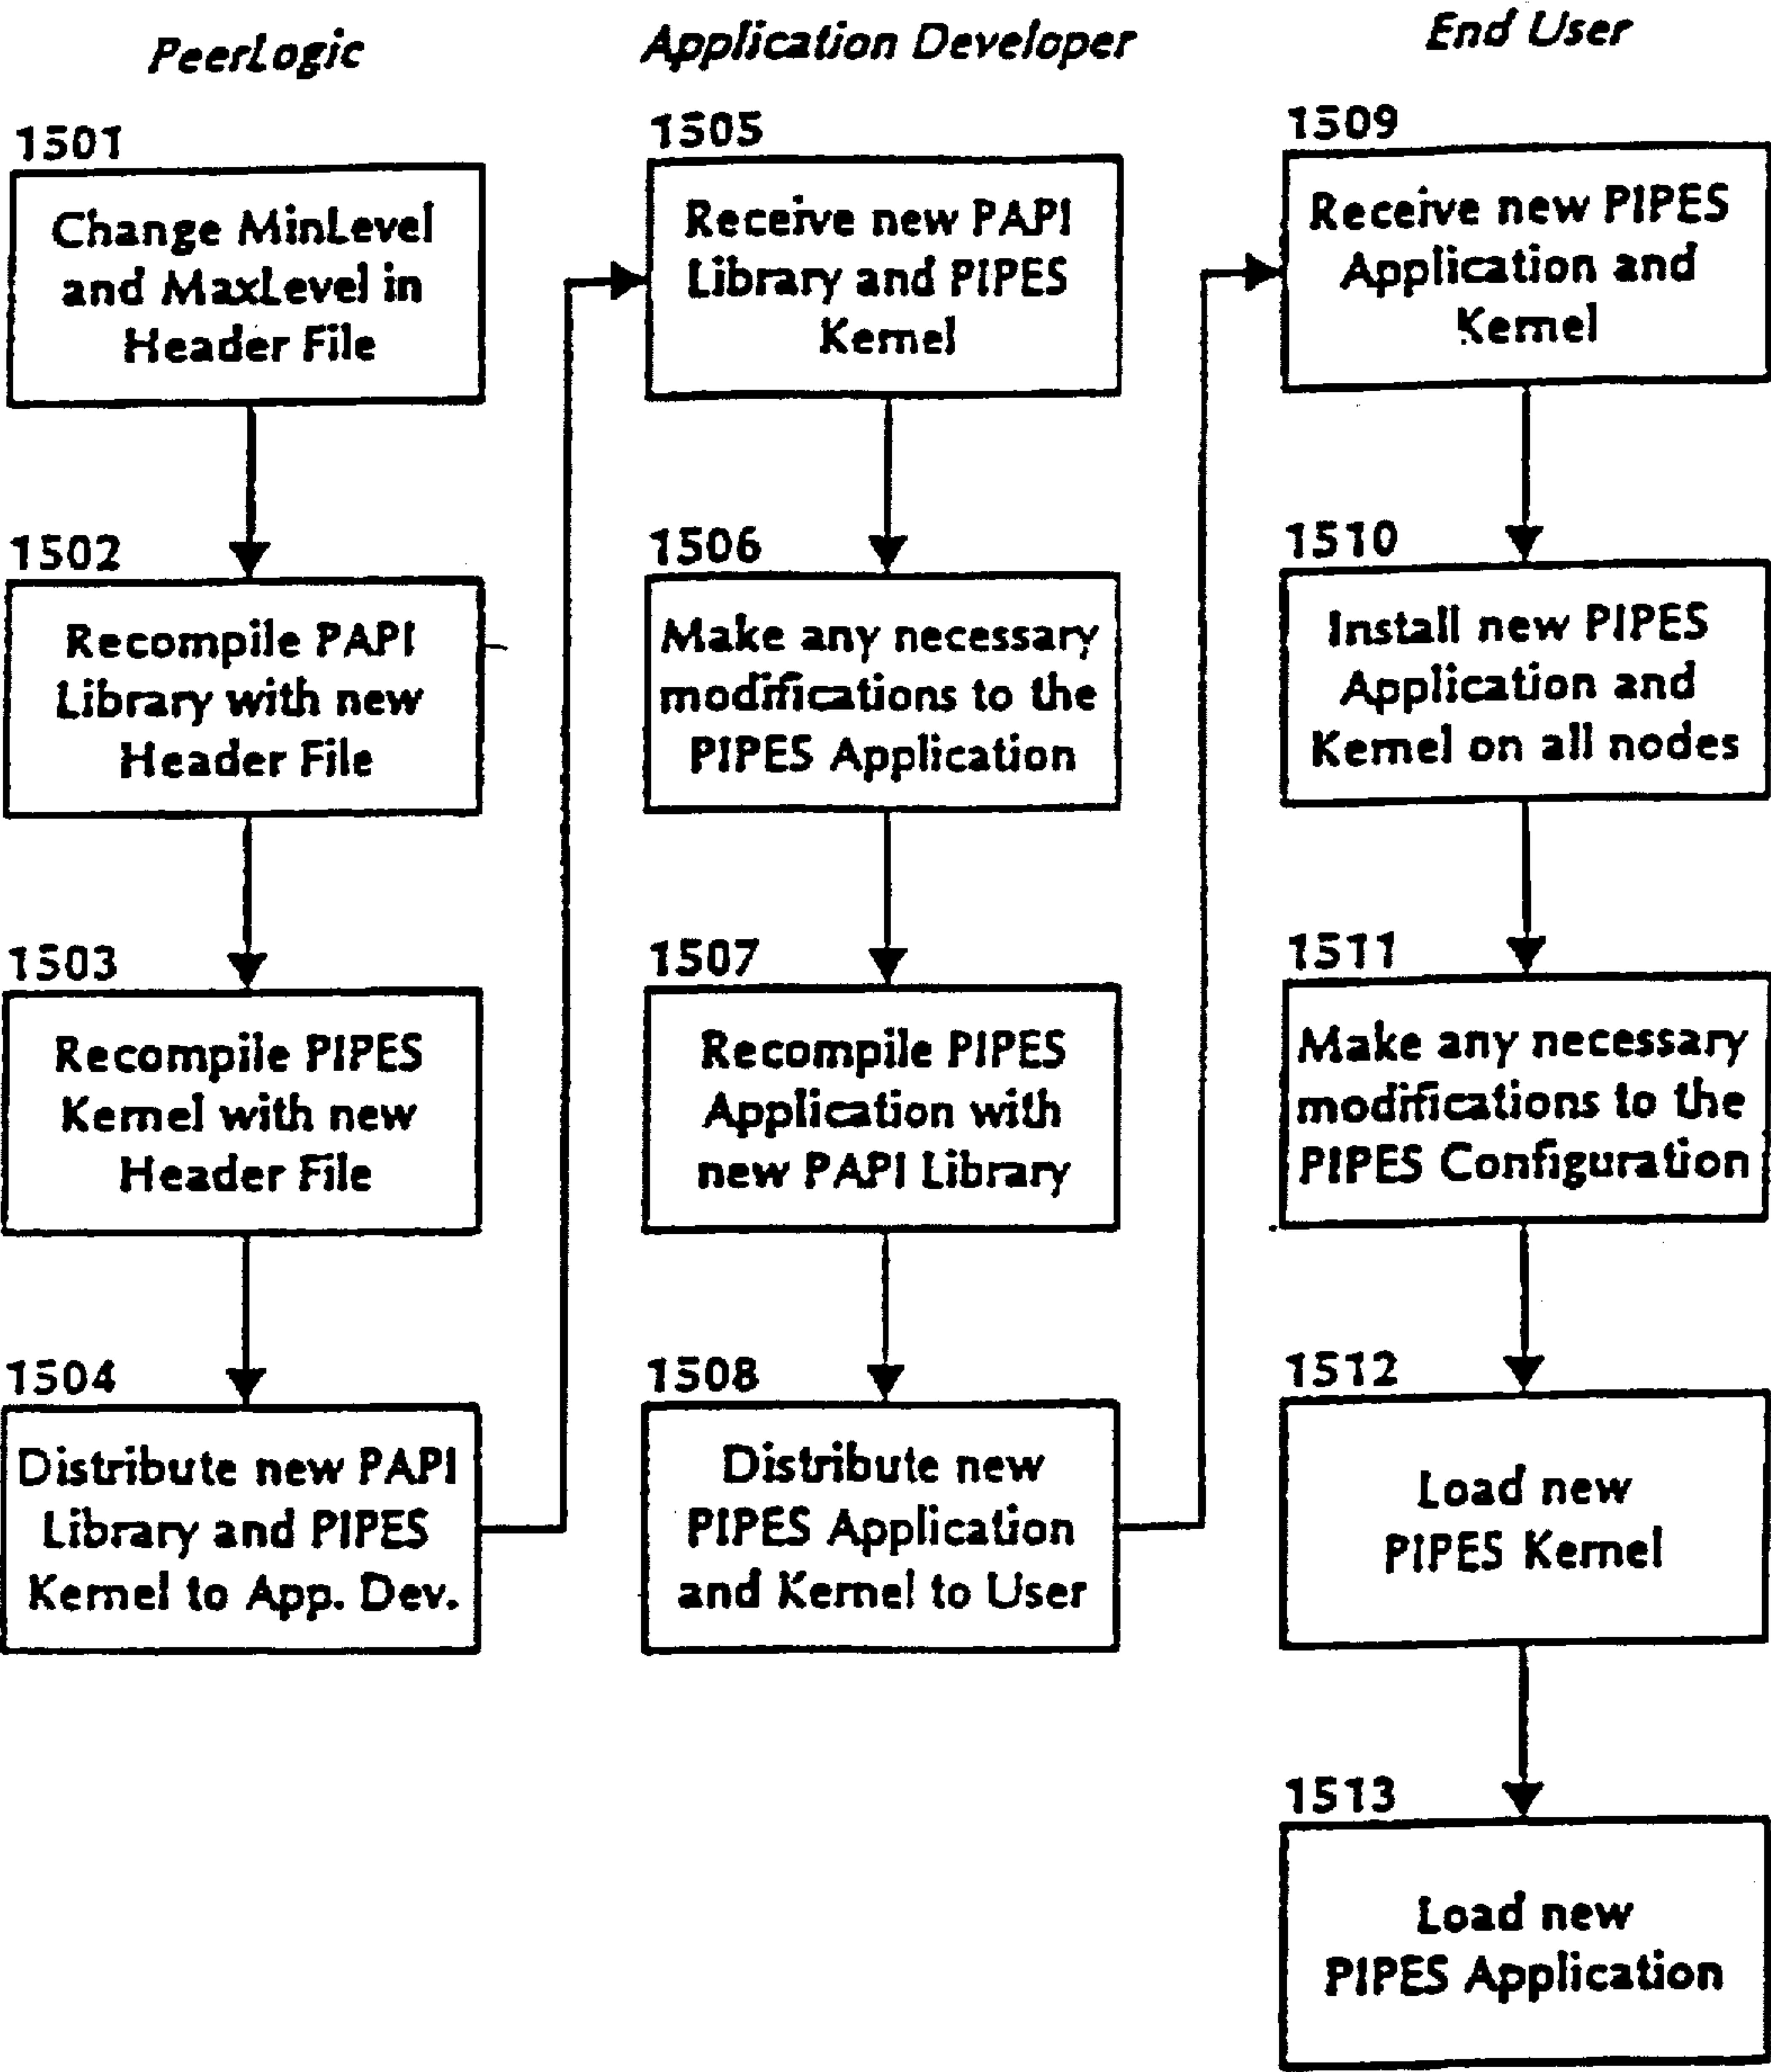 PeerLogic
1501
Change MinLevel
and MaxLevel in
Header File
1502
Recompile PAPI
Library with new
Header File
1503
Recompile PIPES
Kernel with new
Header File
1504
Distribute new PAPI
Library and PIPES
Kernel to App. Dev.
Application Developer
1505
Receive new PAPI
Library and PIPES
Kernel
1506
Make any necessary
modifications to the
PIPES Application
1507
Recompile PIPES
Application with
new PAPI Library
1508
Distribute new
PIPES Application
and Kernel to User
End User
1509
Receive new PIPES
Application and
Kernel
1510
Install new PIPES
Application and
Kernel on all nodes
1511
Make any necessary
modifications to the
PIPES Configuration
1512
Load new
PIPES Kernel
1513
Load new
PIPES Application